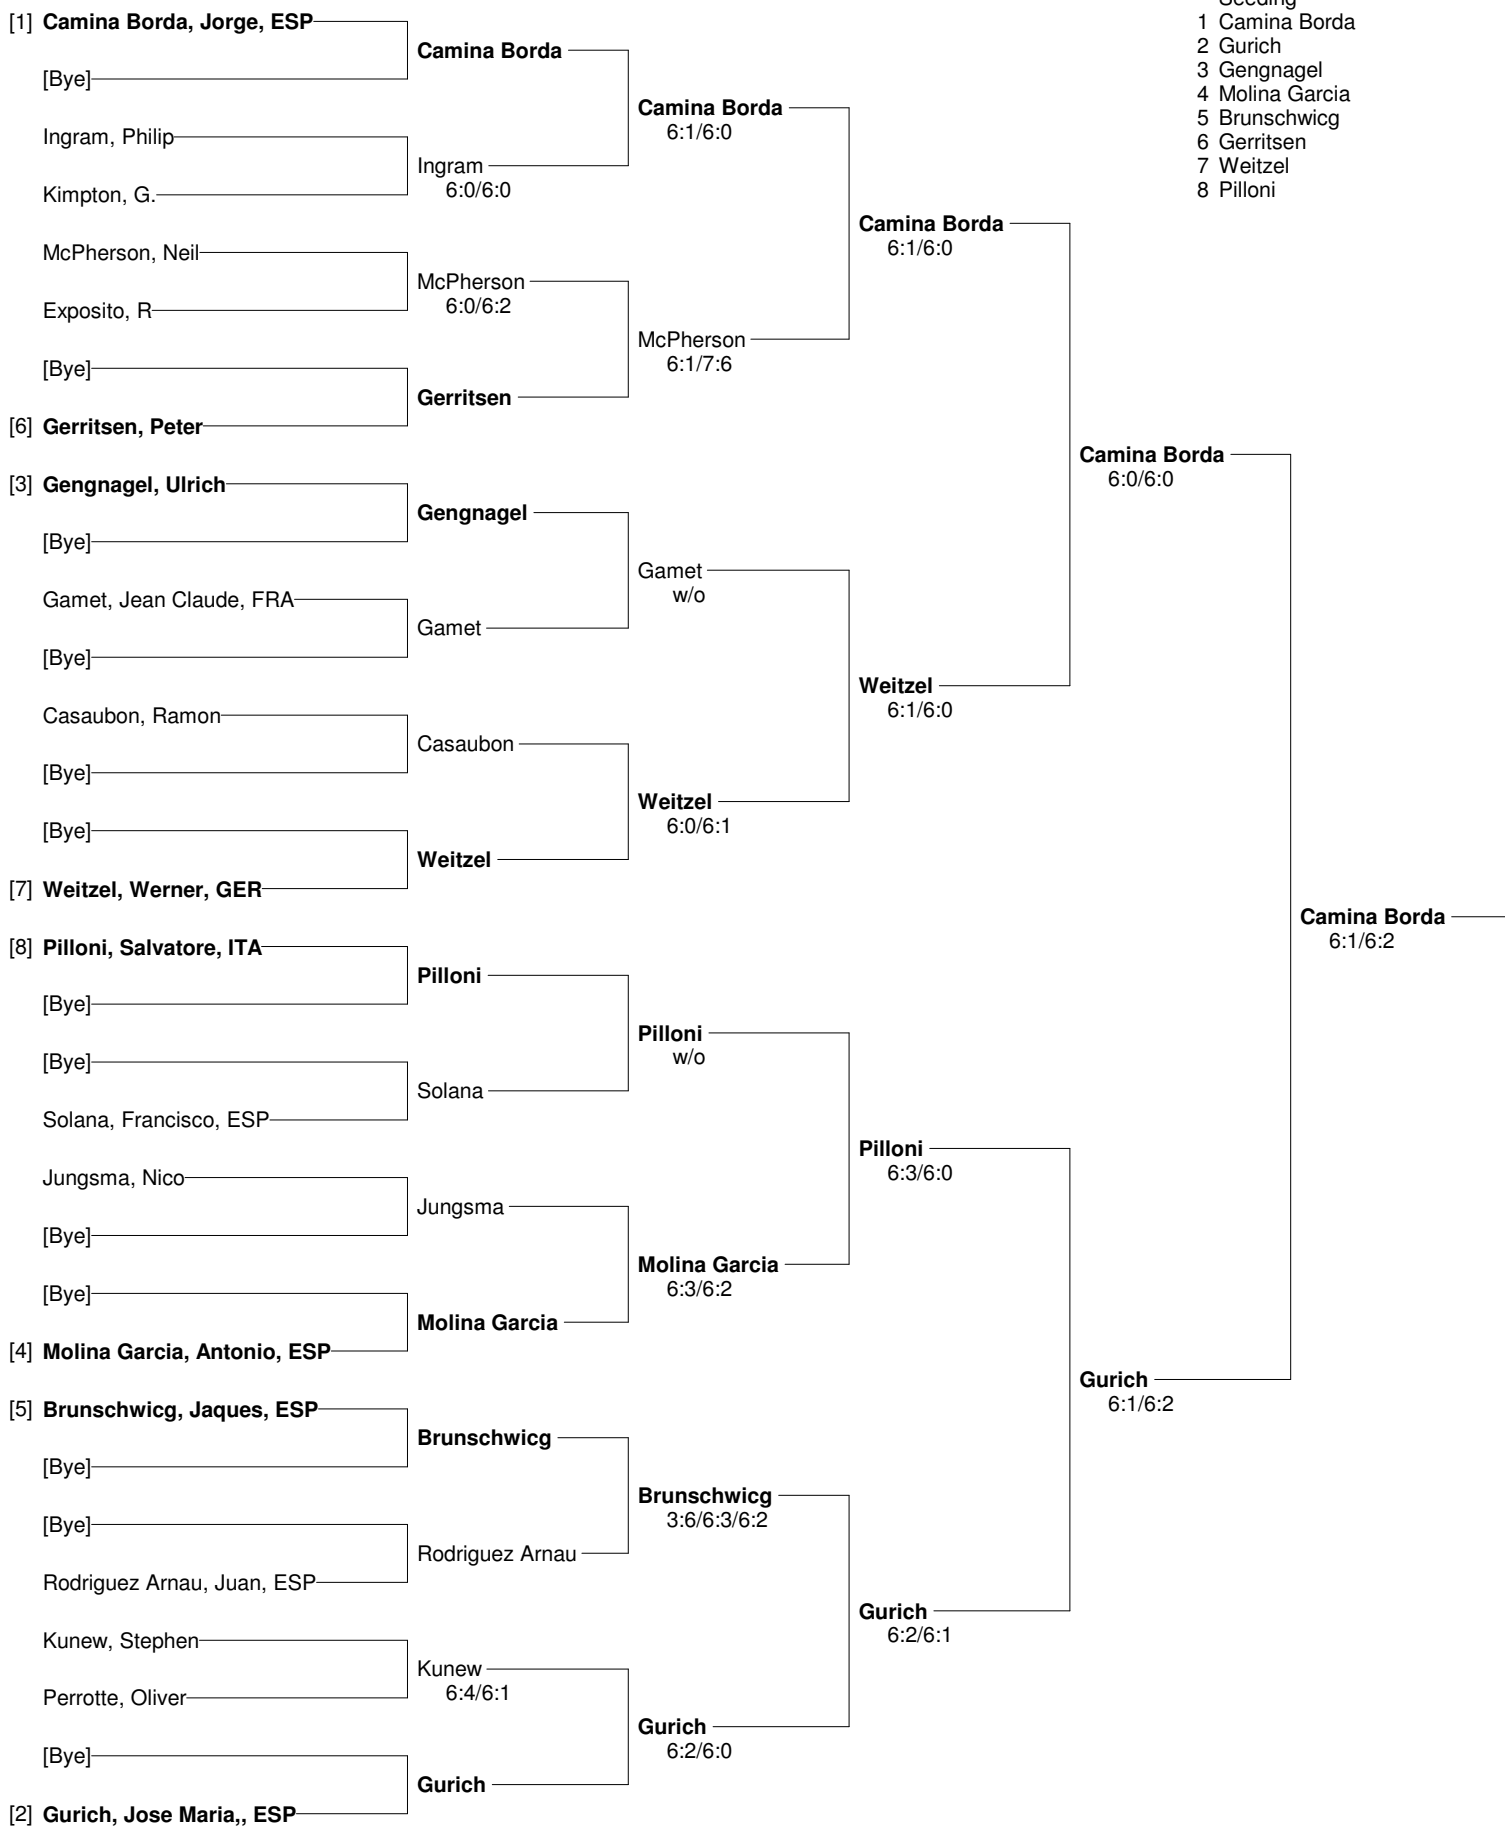 Seeding
1 Camina Borda
2 Gurich
3 Gengnagel
4 Molina Garcia
5 Brunschwicg
6 Gerritsen
7 Weitzel
8 Pilloni
[1] Camina Borda, Jorge, ESP
[Bye]
Ingram, Philip
Kimpton, G.
McPherson, Neil
Exposito, R
[Bye]
[6] Gerritsen, Peter
[3] Gengnagel, Ulrich
[Bye]
Gamet, Jean Claude, FRA
[Bye]
Casaubon, Ramon
[Bye]
[Bye]
[7] Weitzel, Werner, GER
[8] Pilloni, Salvatore, ITA
[Bye]
[Bye]
Solana, Francisco, ESP
Jungsma, Nico
[Bye]
[Bye]
[4] Molina Garcia, Antonio, ESP
[5] Brunschwicg, Jaques, ESP
[Bye]
[Bye]
Rodriguez Arnau, Juan, ESP
Kunew, Stephen
Perrotte, Oliver
[Bye]
[2] Gurich, Jose Maria,, ESP
Camina Borda
Ingram
6:0/6:0
McPherson
6:0/6:2
Gerritsen
Gengnagel
Gamet
Casaubon
Weitzel
Pilloni
Solana
Jungsma
Molina Garcia
Brunschwicg
Rodriguez Arnau
Kunew
6:4/6:1
Gurich
Camina Borda
6:1/6:0
McPherson
6:1/7:6
Gamet
w/o
Weitzel
6:0/6:1
Pilloni
w/o
Molina Garcia
6:3/6:2
Brunschwicg
3:6/6:3/6:2
Gurich
6:2/6:0
Camina Borda
6:1/6:0
Weitzel
6:1/6:0
Pilloni
6:3/6:0
Gurich
6:2/6:1
Camina Borda
6:0/6:0
Gurich
6:1/6:2
Camina Borda
6:1/6:2